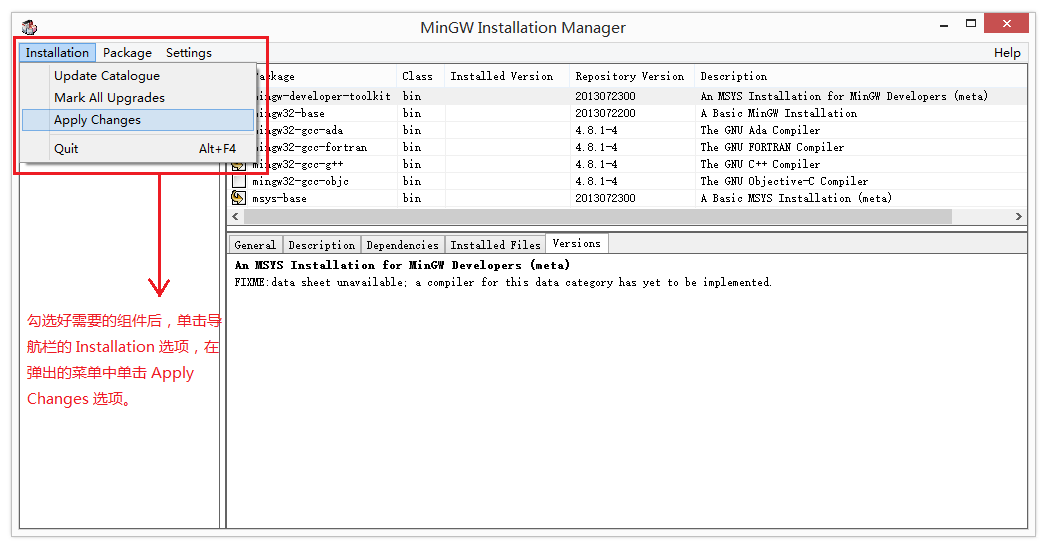 MinGW Installation Manager
Installation Package Settings Help
Update Catalogue
Mark All Upgrades
Apply Changes
Quit Alt+F4
Class Installed Version Repository Version Description
mingw-developer-toolkit bin 2013072300 An MSYS Installation for MinGW Developers (meta)
mingw32-base bin 2013072200 A Basic MinGW Installation
mingw32-gcc-ada bin 4.8.1-4 The GNU Ada Compiler
mingw32-gcc-fortran bin 4.8.1-4 The GNU FORTRAN Compiler
mingw32-gcc-g++ bin 4.8.1-4 The GNU C++ Compiler
mingw32-gcc-objc bin 4.8.1-4 The GNU Objective-C Compiler
msys-base bin 2013072300 A Basic MSYS Installation (meta)
General Description Dependencies Installed Files Versions
An MSYS Installation for MinGW Developers (meta)
FIXME:data sheet unavailable; a compiler for this data category has yet to be implemented.
勾选好需要的组件后，单击导
航栏的 Installation 选项，在
弹出的菜单中单击 Apply
Changes 选项。